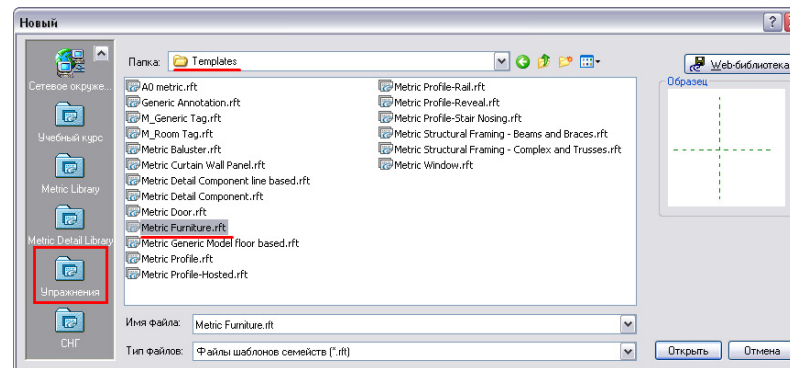 Новый
Папка: Templates
Web-библиотека
Сетевое окруже...
Учебный курс
Metric Library
Metric Detail Library
Упражнения
СНГ
A0 metric.rft
Generic Annotation.rft
M_Generic Tag.rft
M_Room Tag.rft
Metric Baluster.rft
Metric Curtain Wall Panel.rft
Metric Detail Component line based.rft
Metric Detail Component.rft
Metric Door.rft
Metric Furniture.rft
Metric Generic Model floor based.rft
Metric Profile.rft
Metric Profile-Hosted.rft
Metric Profile-Rail.rft
Metric Profile-Reveal.rft
Metric Profile-Stair Nosing.rft
Metric Structural Framing - Beams and Braces.rft
Metric Structural Framing - Complex and Trusses.rft
Metric Window.rft
Образец
Имя файла: Metric Furniture.rft
Тип файлов: Файлы шаблонов семейств (*.rft)
Открыть Отмена